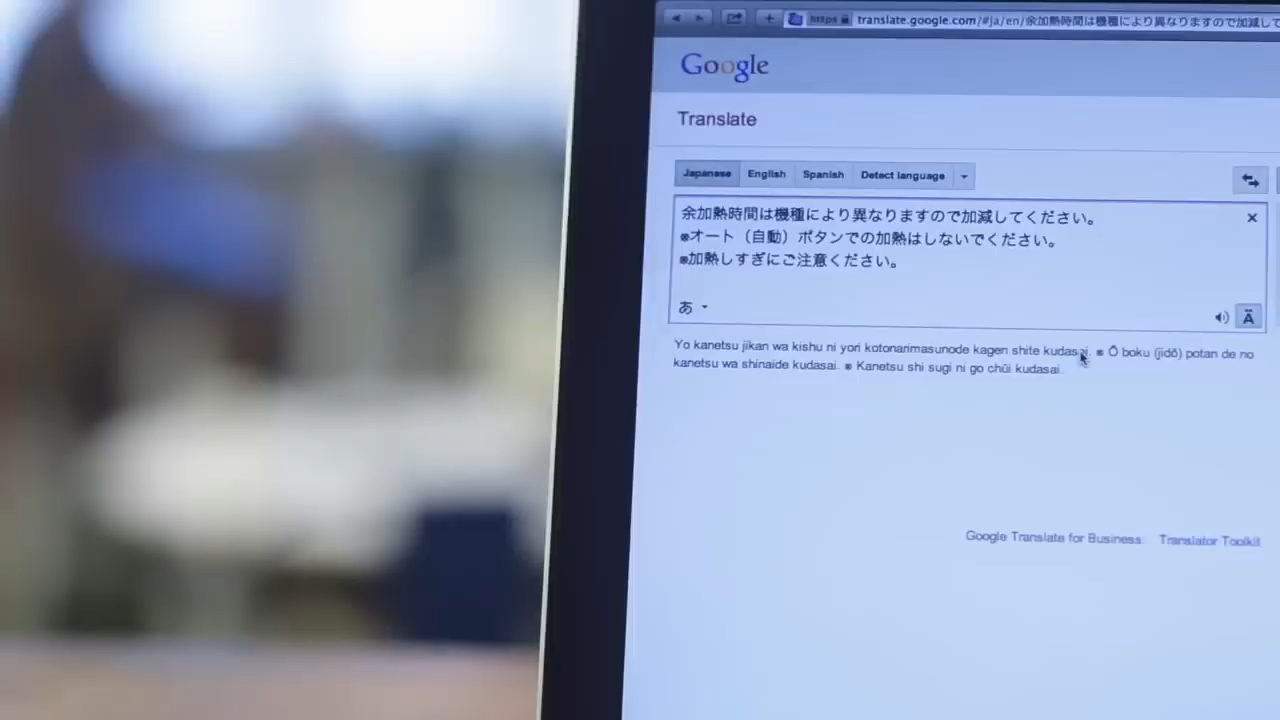 https translate.google.com/#ja/en/余加熱時間は機種により異なりますので加減して
Google
Translate
Japanese English Spanish Detect language
余加熱時間は機種により異なりますので加減してください。
※オート（自動）ボタンでの加熱はしないでください。
※加熱しすぎにご注意ください。
あ
Ä
Yo kanetsu jikan wa kishu ni yori kotonarimasunode kagen shite kudasai. ※ Ō boku (jidō) potan de no
kanetsu wa shinaide kudasai. ※ Kanetsu shi sugi ni go chūi kudasai.
Google Translate for Business: Translator Toolkit